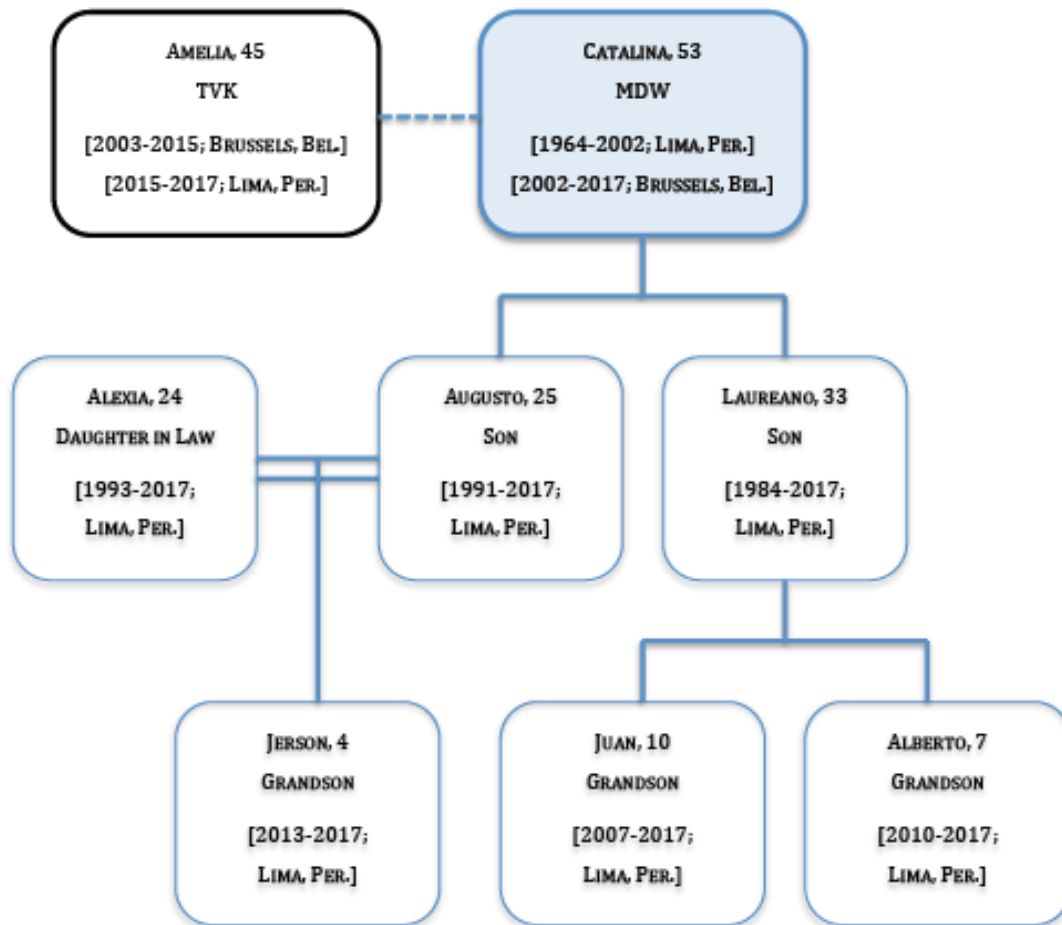 Amelia, 45
TVK
[2003-2015; Brussels, Bel.]
[2015-2017; Lima, Per.]
Catalina, 53
MDW
[1964-2002; Lima, Per.]
[2002-2017; Brussels, Bel.]
Alexia, 24
Daughter in Law
[1993-2017;
Lima, Per.]
Augusto, 25
Son
[1991-2017;
Lima, Per.]
Laureano, 33
Son
[1984-2017;
Lima, Per.]
Jerson, 4
Grandson
[2013-2017;
Lima, Per.]
Juan, 10
Grandson
[2007-2017;
Lima, Per.]
Alberto, 7
Grandson
[2010-2017;
Lima, Per.]